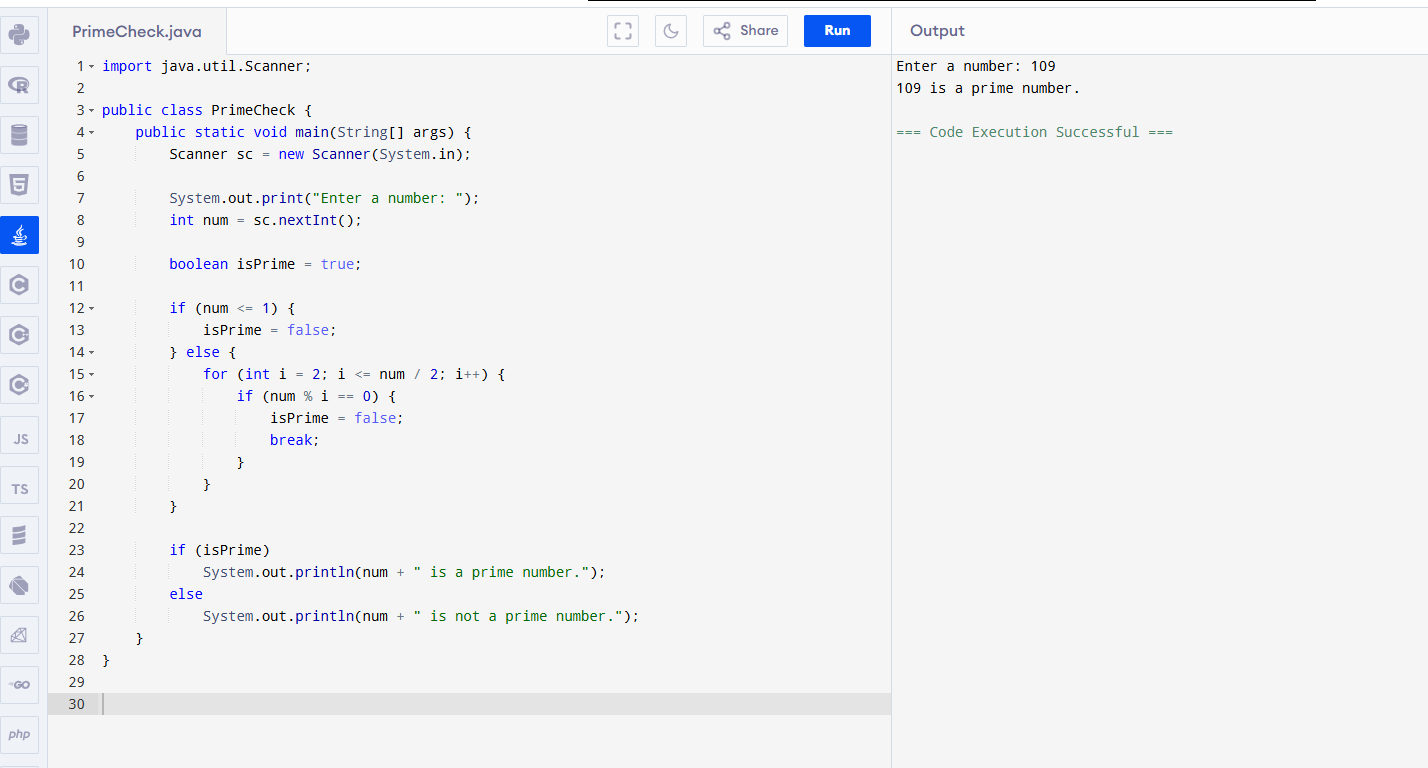 PrimeCheck.java
Share
Run
Output
JS
TS
GO
php
1 import java.util.Scanner;
2
3 public class PrimeCheck {
4     public static void main(String[] args) {
5         Scanner sc = new Scanner(System.in);
6
7         System.out.print("Enter a number: ");
8         int num = sc.nextInt();
9
10         boolean isPrime = true;
11
12         if (num <= 1) {
13             isPrime = false;
14         } else {
15             for (int i = 2; i <= num / 2; i++) {
16                 if (num % i == 0) {
17                     isPrime = false;
18                     break;
19                 }
20             }
21         }
22
23         if (isPrime)
24             System.out.println(num + " is a prime number.");
25         else
26             System.out.println(num + " is not a prime number.");
27     }
28 }
29
30
Enter a number: 109
109 is a prime number.
=== Code Execution Successful ===